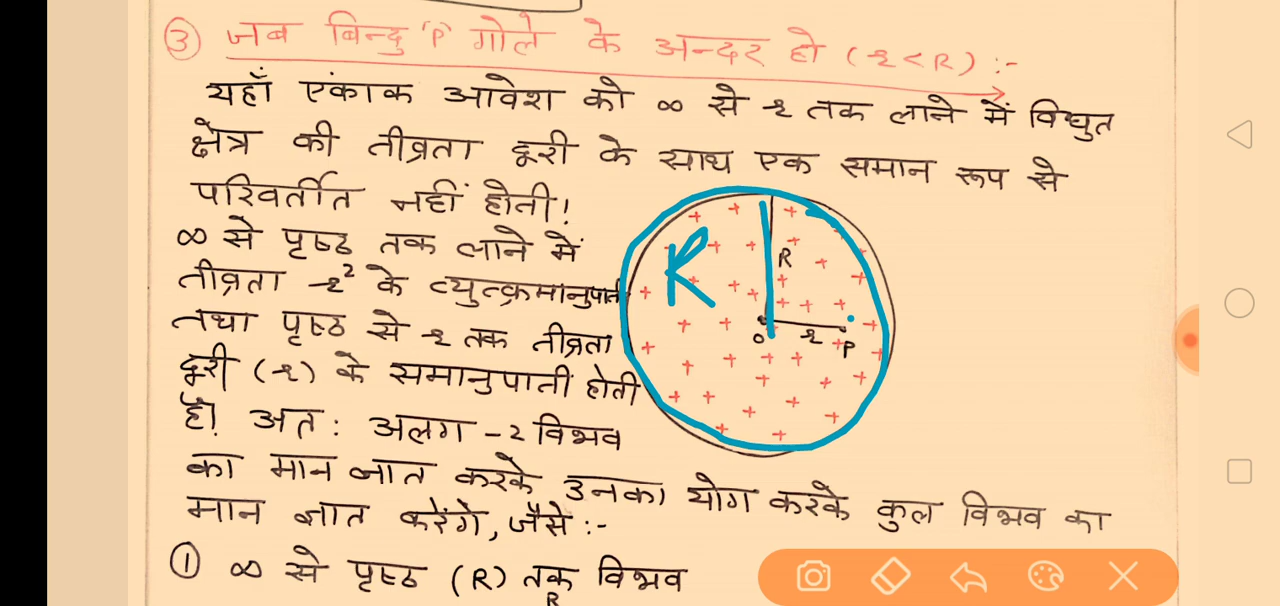 ③ जब बिन्दु 'P' गोले के अन्दर हो (r < R) :-
यहाँ एंकाक आवेश को ∞ से r तक लाने में विद्युत
क्षेत्र की तीव्रता दूरी के साथ एक समान रूप से
परिवर्तीत नहीं होती!
∞ से पृष्ठ तक लाने में
तीव्रता r² के व्युत्क्रमानुपाती
तथा पृष्ठ से r तक तीव्रता
दूरी (r) के समानुपाती होती
है। अत: अलग-2 विभव
का मान ज्ञात करके उनका योग करके कुल विभव का
मान ज्ञात करेंगे, जैसे :-
① ∞ से पृष्ठ (R) तक विभव
R
R
K
O
r
P